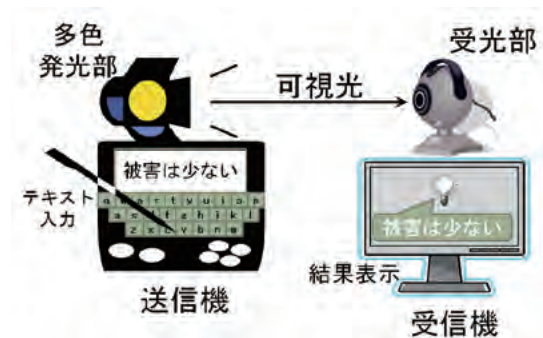 多色
発光部
受光部
可視光
被害は少ない
テキスト
入力
被害は少ない
結果表示
送信機
受信機